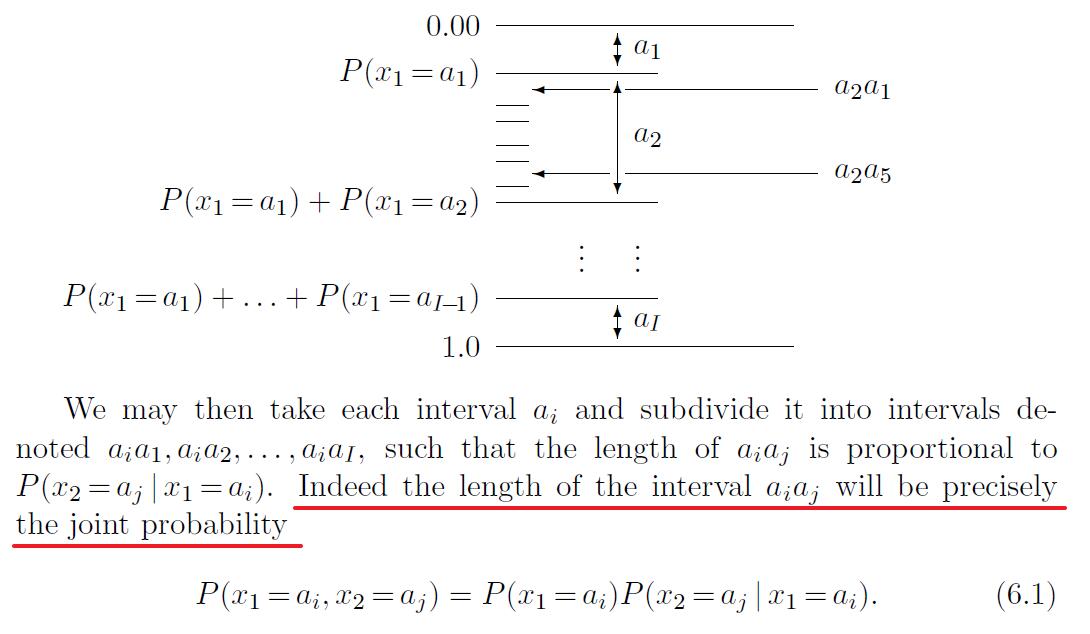 0.00
a₁
P(x₁ = a₁)
a₂a₁
a₂
a₂a₅
P(x₁ = a₁) + P(x₁ = a₂)
⋮ ⋮
P(x₁ = a₁) + … + P(x₁ = a_{I–1})
a_I
1.0
We may then take each interval aᵢ and subdivide it into intervals de-
noted aᵢa₁, aᵢa₂, …, aᵢa_I, such that the length of aᵢaⱼ is proportional to
P(x₂ = aⱼ | x₁ = aᵢ). Indeed the length of the interval aᵢaⱼ will be precisely
the joint probability
P(x₁ = aᵢ, x₂ = aⱼ) = P(x₁ = aᵢ)P(x₂ = aⱼ | x₁ = aᵢ). (6.1)